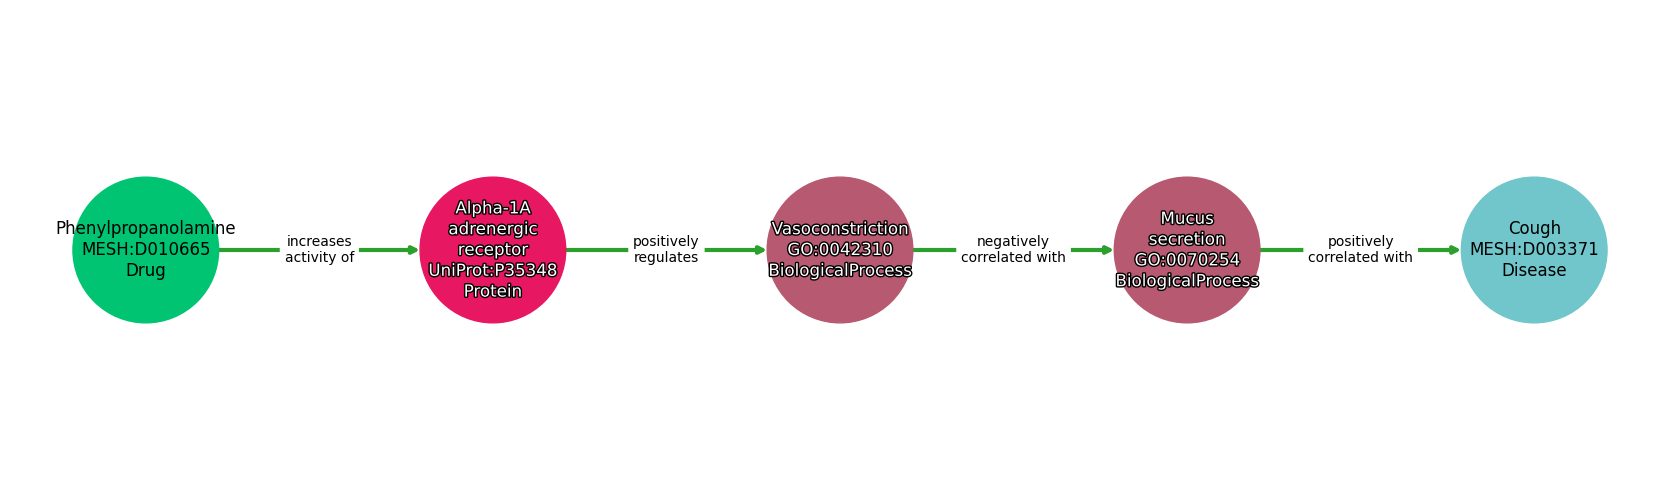 Phenylpropanolamine
MESH:D010665
Drug
increases
activity of
Alpha-1A
adrenergic
receptor
UniProt:P35348
Protein
positively
regulates
Vasoconstriction
GO:0042310
BiologicalProcess
negatively
correlated with
Mucus
secretion
GO:0070254
BiologicalProcess
positively
correlated with
Cough
MESH:D003371
Disease